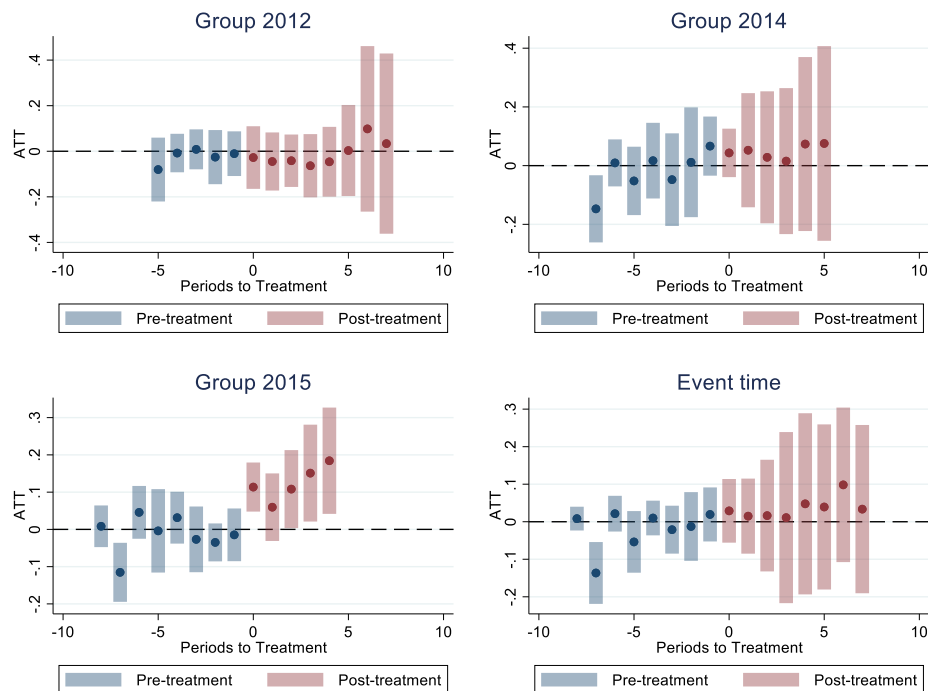 Group 2012
ATT
.4
.2
0
-.2
-.4
-10 -5 0 5 10
Periods to Treatment
Pre-treatment Post-treatment
Group 2014
ATT
.4
.2
0
-.2
-10 -5 0 5 10
Periods to Treatment
Pre-treatment Post-treatment
Group 2015
ATT
.3
.2
.1
0
-.1
-.2
-10 -5 0 5 10
Periods to Treatment
Pre-treatment Post-treatment
Event time
ATT
.3
.2
.1
0
-.1
-.2
-10 -5 0 5 10
Periods to Treatment
Pre-treatment Post-treatment